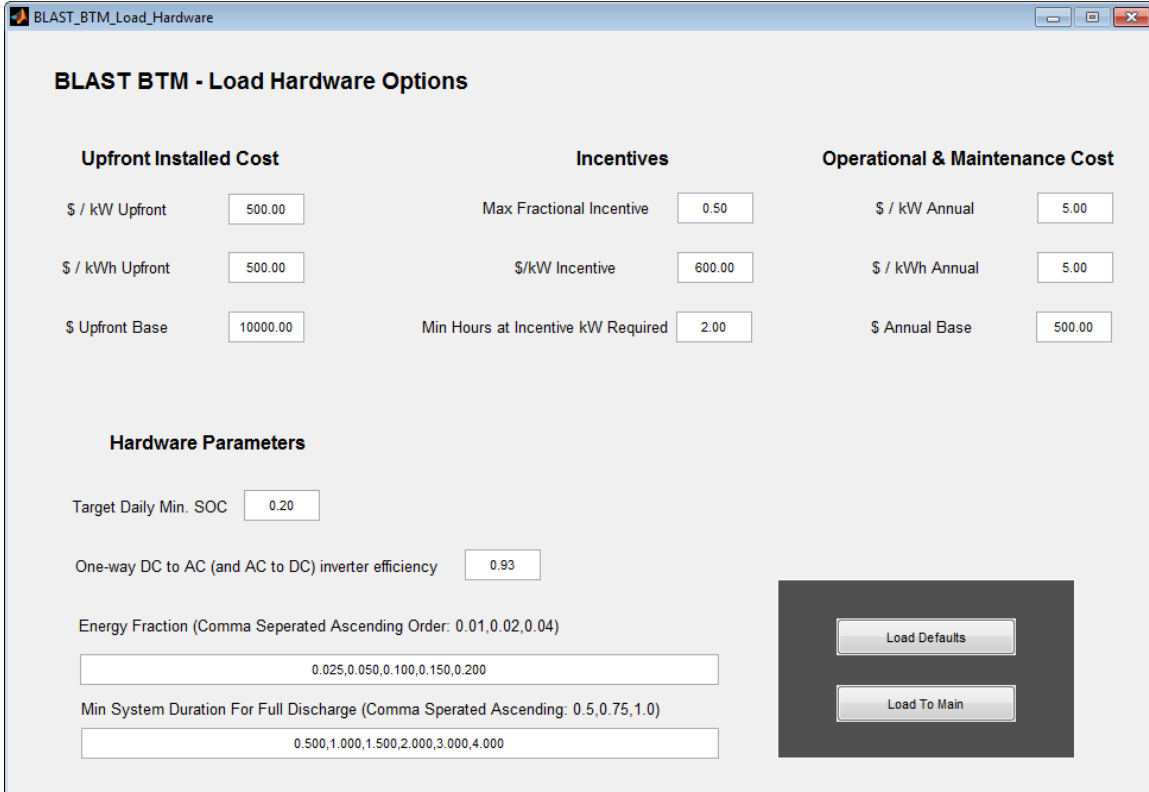 BLAST_BTM_Load_Hardware
BLAST BTM - Load Hardware Options
Upfront Installed Cost
$ / kW Upfront 500.00
$ / kWh Upfront 500.00
$ Upfront Base 10000.00
Incentives
Max Fractional Incentive 0.50
$/kW Incentive 600.00
Min Hours at Incentive kW Required 2.00
Operational & Maintenance Cost
$ / kW Annual 5.00
$ / kWh Annual 5.00
$ Annual Base 500.00
Hardware Parameters
Target Daily Min. SOC 0.20
One-way DC to AC (and AC to DC) inverter efficiency 0.93
Energy Fraction (Comma Seperated Ascending Order: 0.01,0.02,0.04)
0.025,0.050,0.100,0.150,0.200
Min System Duration For Full Discharge (Comma Sperated Ascending: 0.5,0.75,1.0)
0.500,1.000,1.500,2.000,3.000,4.000
Load Defaults
Load To Main